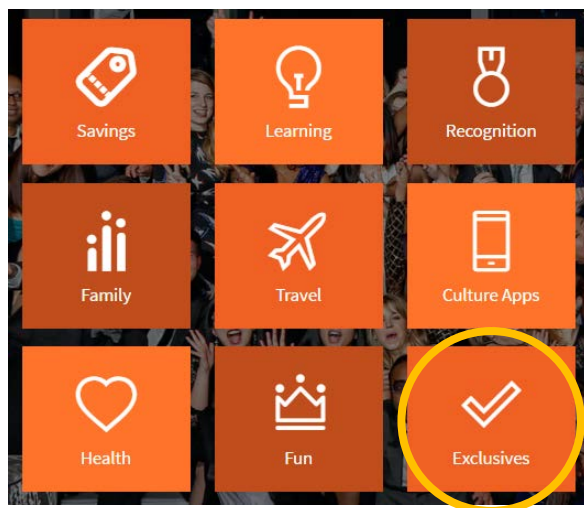 Savings
Learning
Recognition
Family
Travel
Culture Apps
Health
Fun
Exclusives